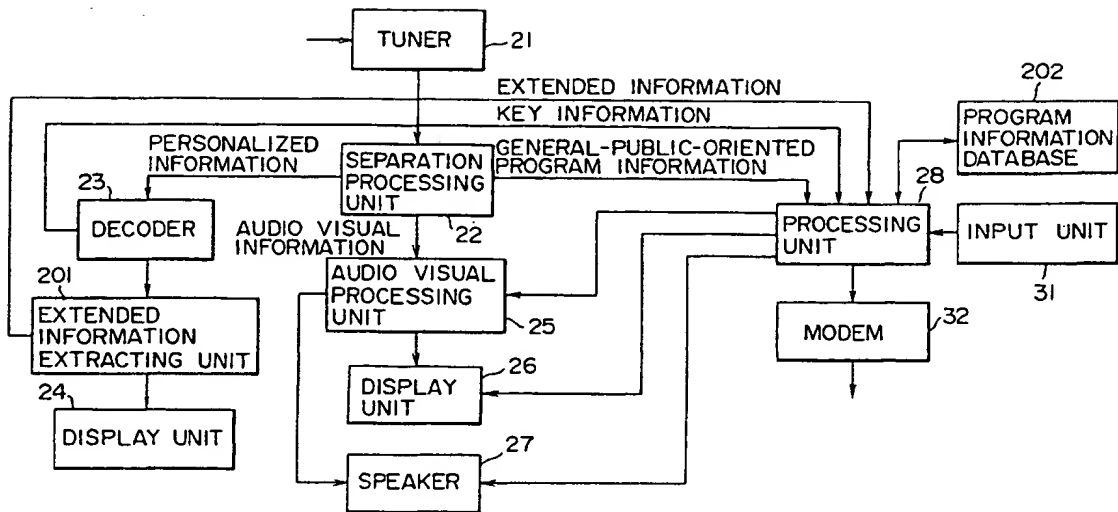 TUNER
21
EXTENDED INFORMATION
KEY INFORMATION
202
PROGRAM
INFORMATION
DATABASE
PERSONALIZED
INFORMATION
SEPARATION
PROCESSING
UNIT
22
GENERAL-PUBLIC-ORIENTED
PROGRAM INFORMATION
23
DECODER
28
PROCESSING
UNIT
INPUT UNIT
31
AUDIO VISUAL
INFORMATION
AUDIO VISUAL
PROCESSING
UNIT
25
201
EXTENDED
INFORMATION
EXTRACTING UNIT
MODEM
32
24
DISPLAY UNIT
26
DISPLAY
UNIT
27
SPEAKER